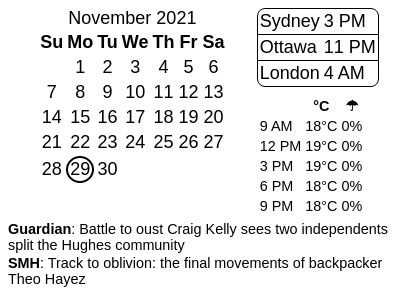 November 2021
Su Mo Tu We Th Fr Sa
1 2 3 4 5 6
7 8 9 10 11 12 13
14 15 16 17 18 19 20
21 22 23 24 25 26 27
28 29 30
Sydney 3 PM
Ottawa 11 PM
London 4 AM
°C ☂
9 AM 18°C 0%
12 PM 19°C 0%
3 PM 19°C 0%
6 PM 18°C 0%
9 PM 18°C 0%
Guardian: Battle to oust Craig Kelly sees two independents
split the Hughes community
SMH: Track to oblivion: the final movements of backpacker
Theo Hayez